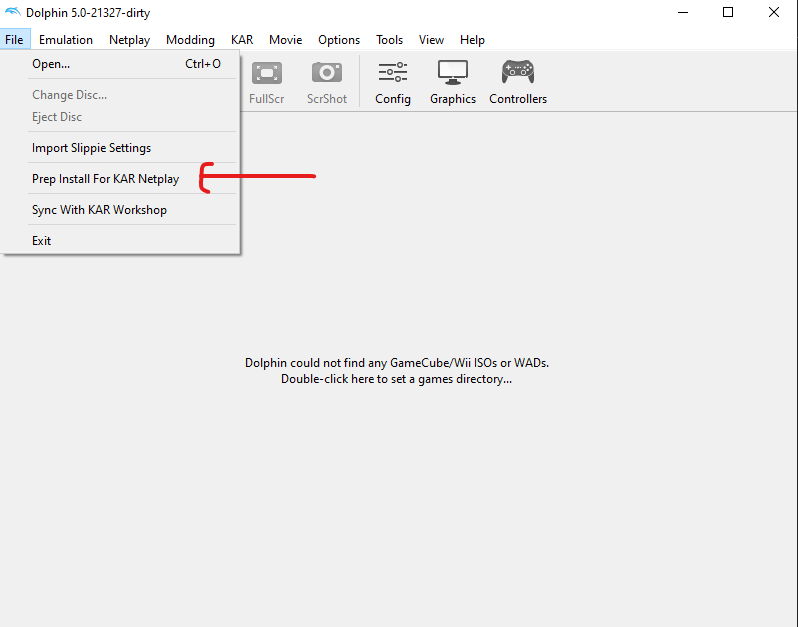 Dolphin 5.0-21327-dirty
File Emulation Netplay Modding KAR Movie Options Tools View Help
Open... Ctrl+O
FullScr ScrShot Config Graphics Controllers
Change Disc...
Eject Disc
Import Slippie Settings
Prep Install For KAR Netplay
Sync With KAR Workshop
Exit
Dolphin could not find any GameCube/Wii ISOs or WADs.
Double-click here to set a games directory...